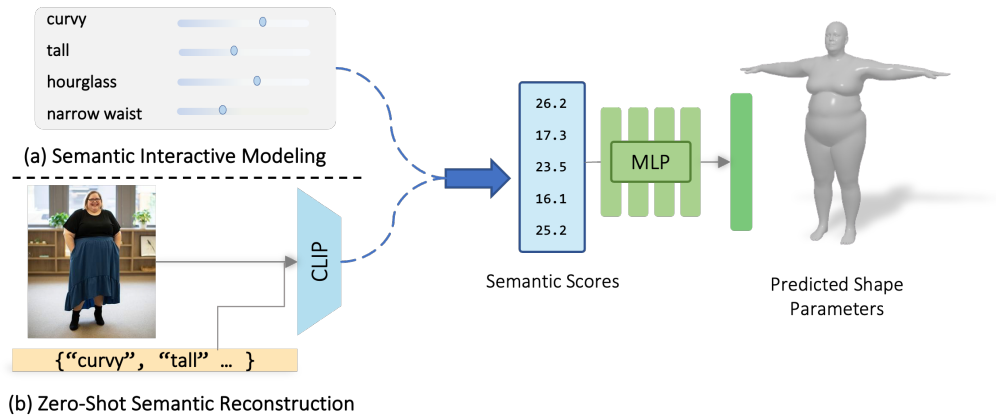 curvy
tall
hourglass
narrow waist
(a) Semantic Interactive Modeling
CLIP
{“curvy”, “tall” … }
(b) Zero-Shot Semantic Reconstruction
26.2
17.3
23.5
16.1
25.2
Semantic Scores
MLP
Predicted Shape
Parameters